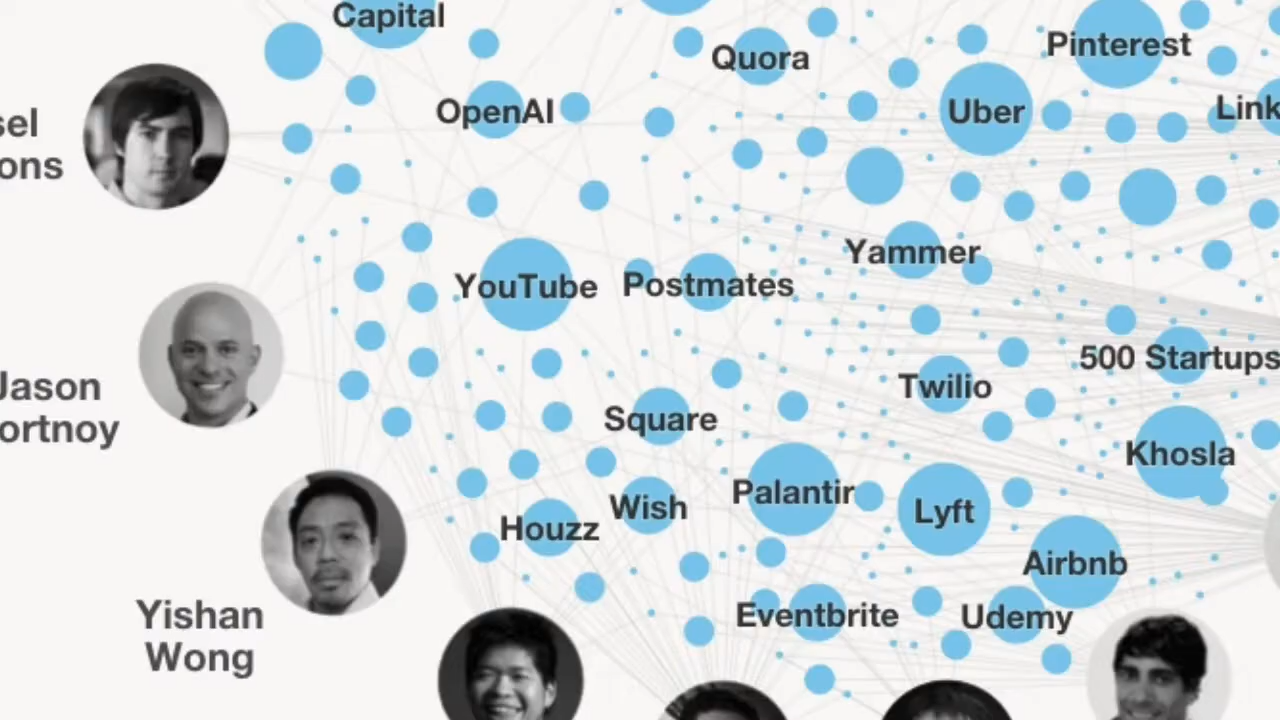 Capital
Quora
Pinterest
OpenAI
Uber
Link
sel
ons
Yammer
YouTube
Postmates
500 Startups
Jason
ortnoy
Twilio
Square
Khosla
Palantir
Wish
Lyft
Houzz
Airbnb
Eventbrite
Udemy
Yishan
Wong